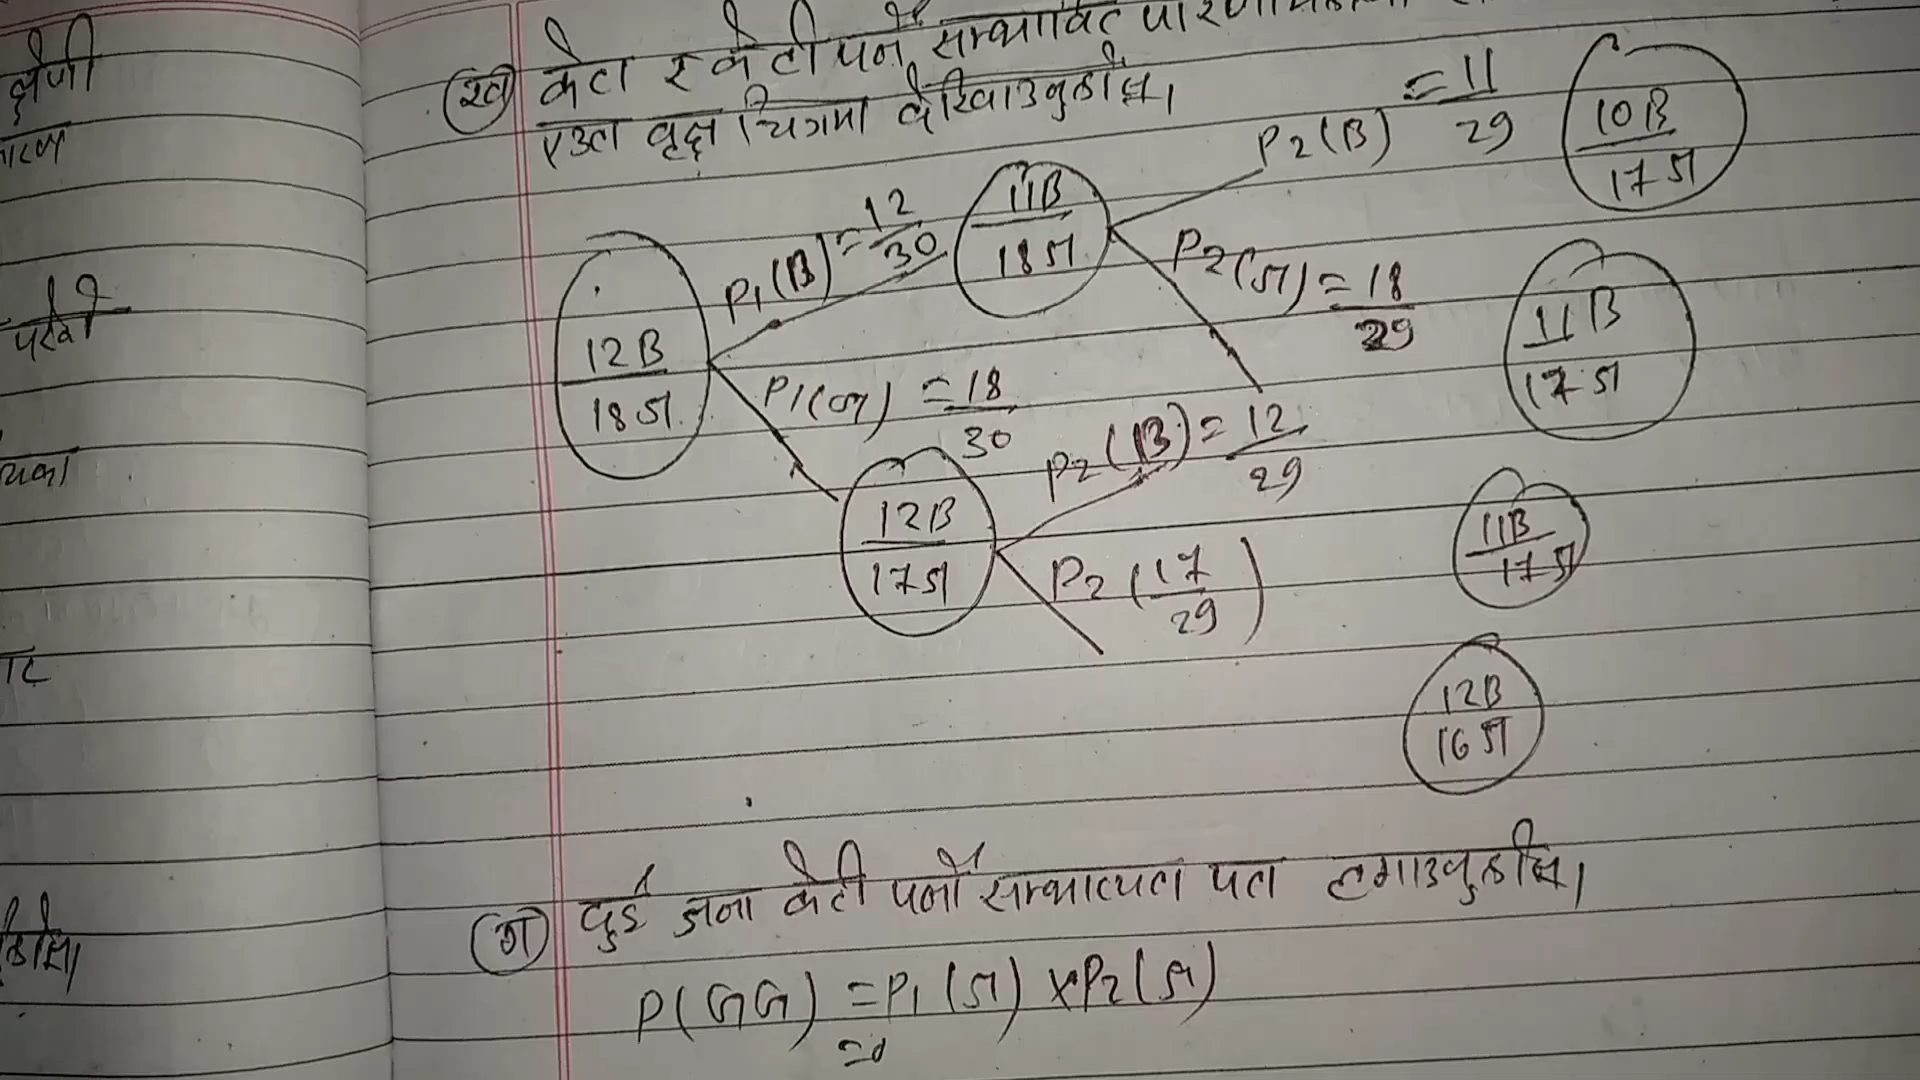 (ख) केटा र केटी पर्ने सम्भावित
एउटा वृक्ष चित्रमा देखाउनुहोस्।
P2(B) = 11/29
10B/17G
P1(B) = 12/30
11B/18G
P2(G) = 18/29
11B/17G
12B/18G
P1(G) = 18/30
P2(B) = 12/29
12B/17G
P2(17/29)
11B/17G
12B/16G
(ग) दुई जना केटी पर्ने सम्भाव्यता पत्ता लगाउनुहोस्।
P(GG) = P1(G) × P2(G)
=